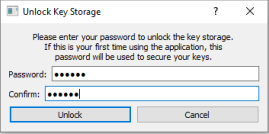 Unlock Key Storage
Please enter your password to unlock the key storage.
If this is your first time using the application, this
password will be used to secure your keys.
Password: ●●●●●●
Confirm: ●●●●●●
Unlock Cancel